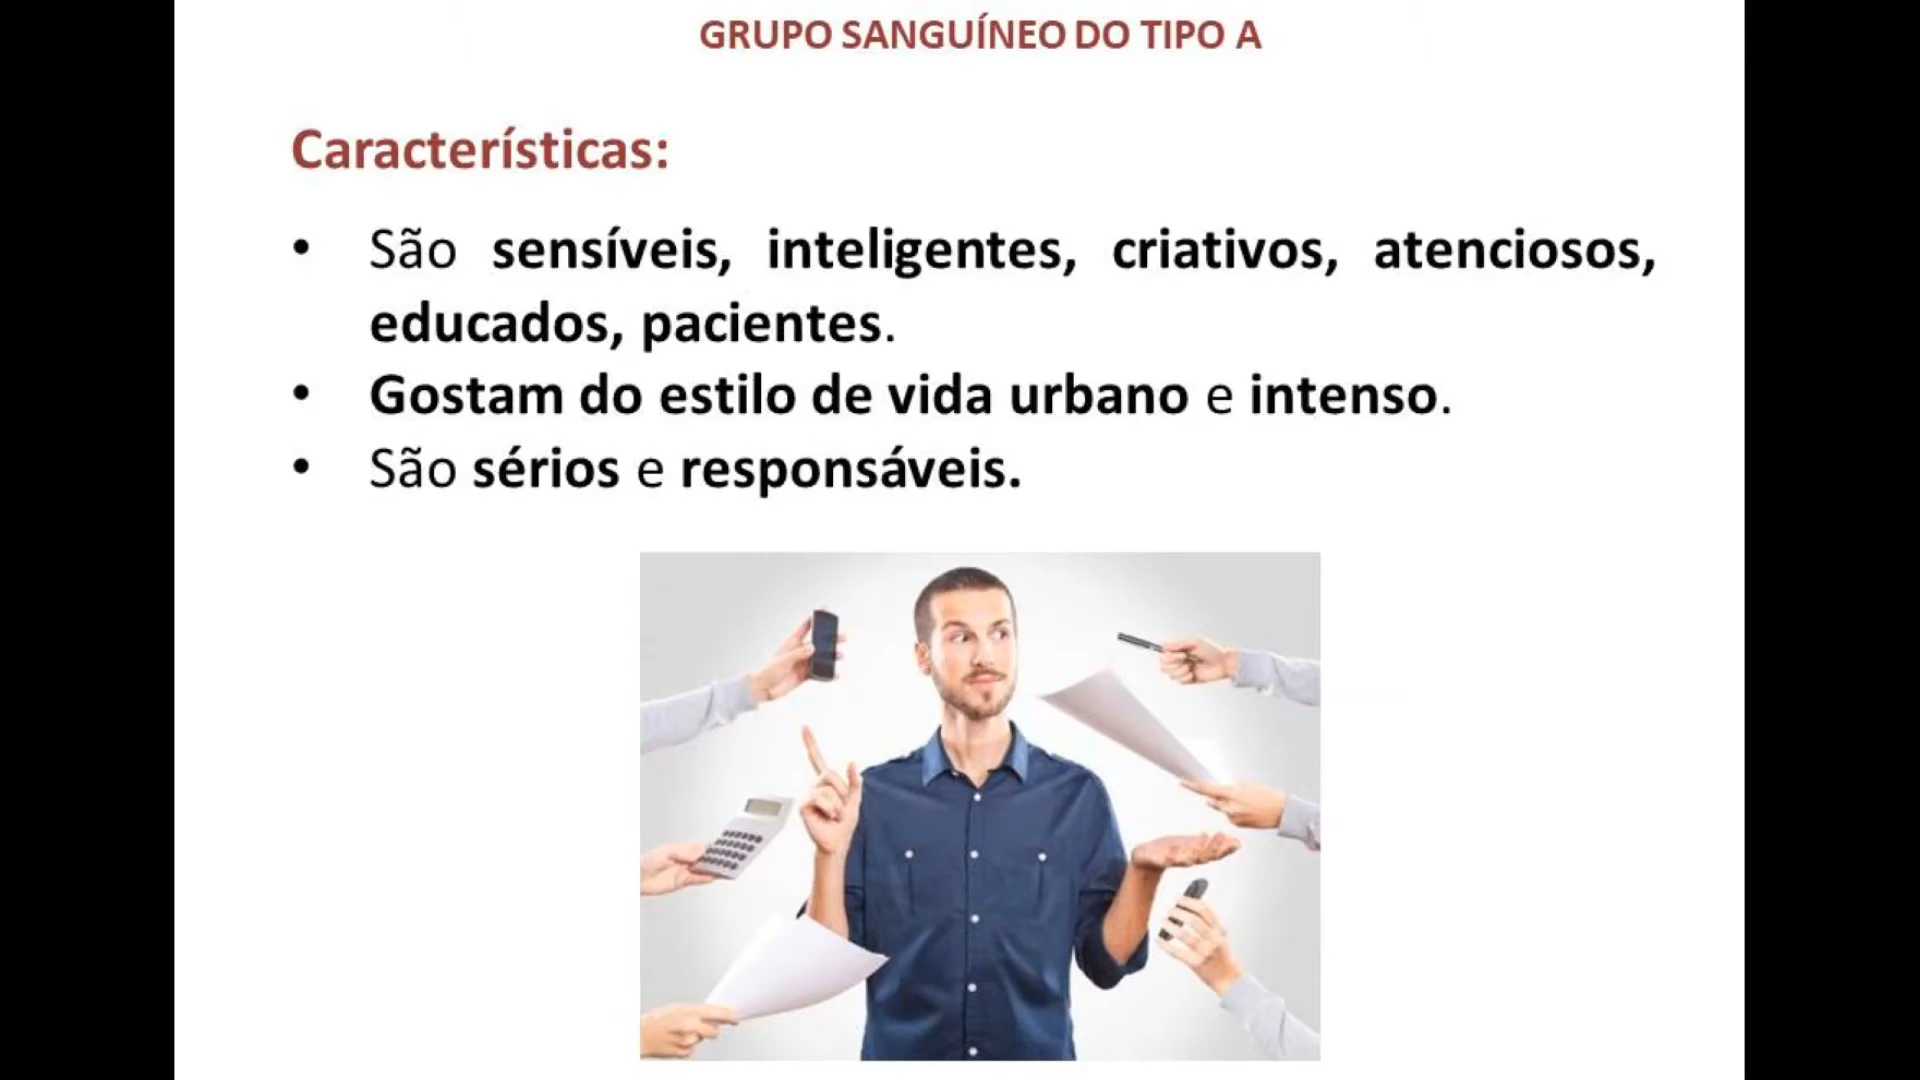 GRUPO SANGUÍNEO DO TIPO A
Características:
• São sensíveis, inteligentes, criativos, atenciosos,
educados, pacientes.
• Gostam do estilo de vida urbano e intenso.
• São sérios e responsáveis.